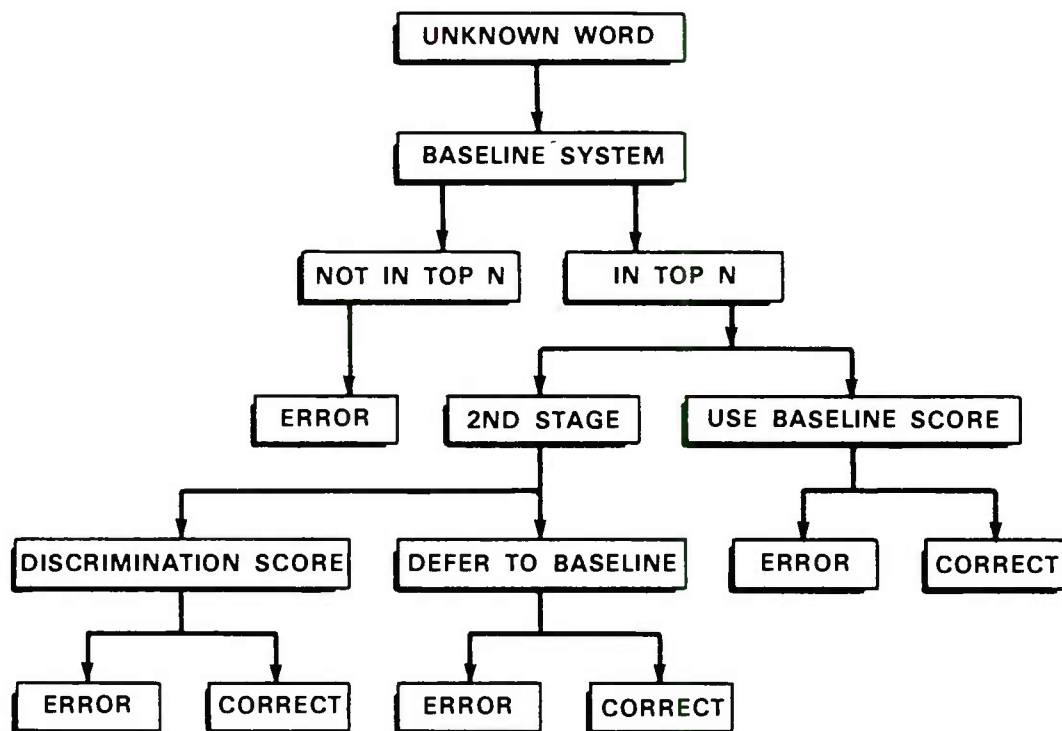 UNKNOWN WORD
BASELINE SYSTEM
NOT IN TOP N
IN TOP N
ERROR
2ND STAGE
USE BASELINE SCORE
DISCRIMINATION SCORE
DEFER TO BASELINE
ERROR
CORRECT
ERROR
CORRECT
ERROR
CORRECT